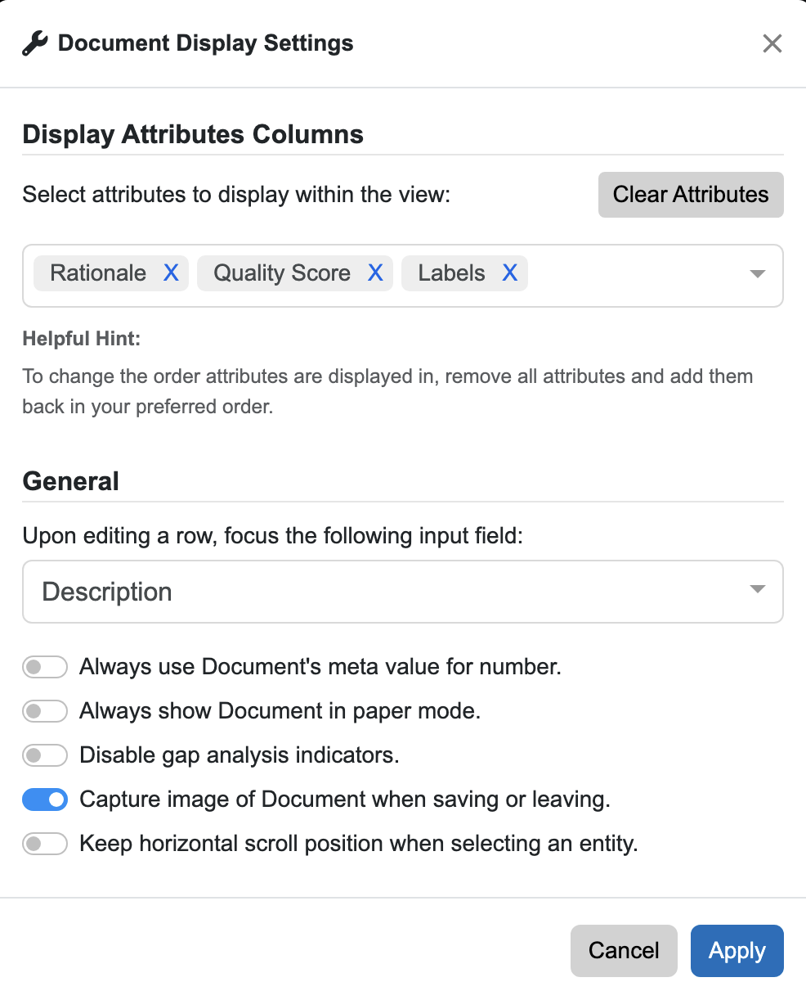 Document Display Settings
Display Attributes Columns
Select attributes to display within the view:
Clear Attributes
Rationale X Quality Score X Labels X
Helpful Hint:
To change the order attributes are displayed in, remove all attributes and add them
back in your preferred order.
General
Upon editing a row, focus the following input field:
Description
Always use Document's meta value for number.
Always show Document in paper mode.
Disable gap analysis indicators.
Capture image of Document when saving or leaving.
Keep horizontal scroll position when selecting an entity.
Cancel Apply